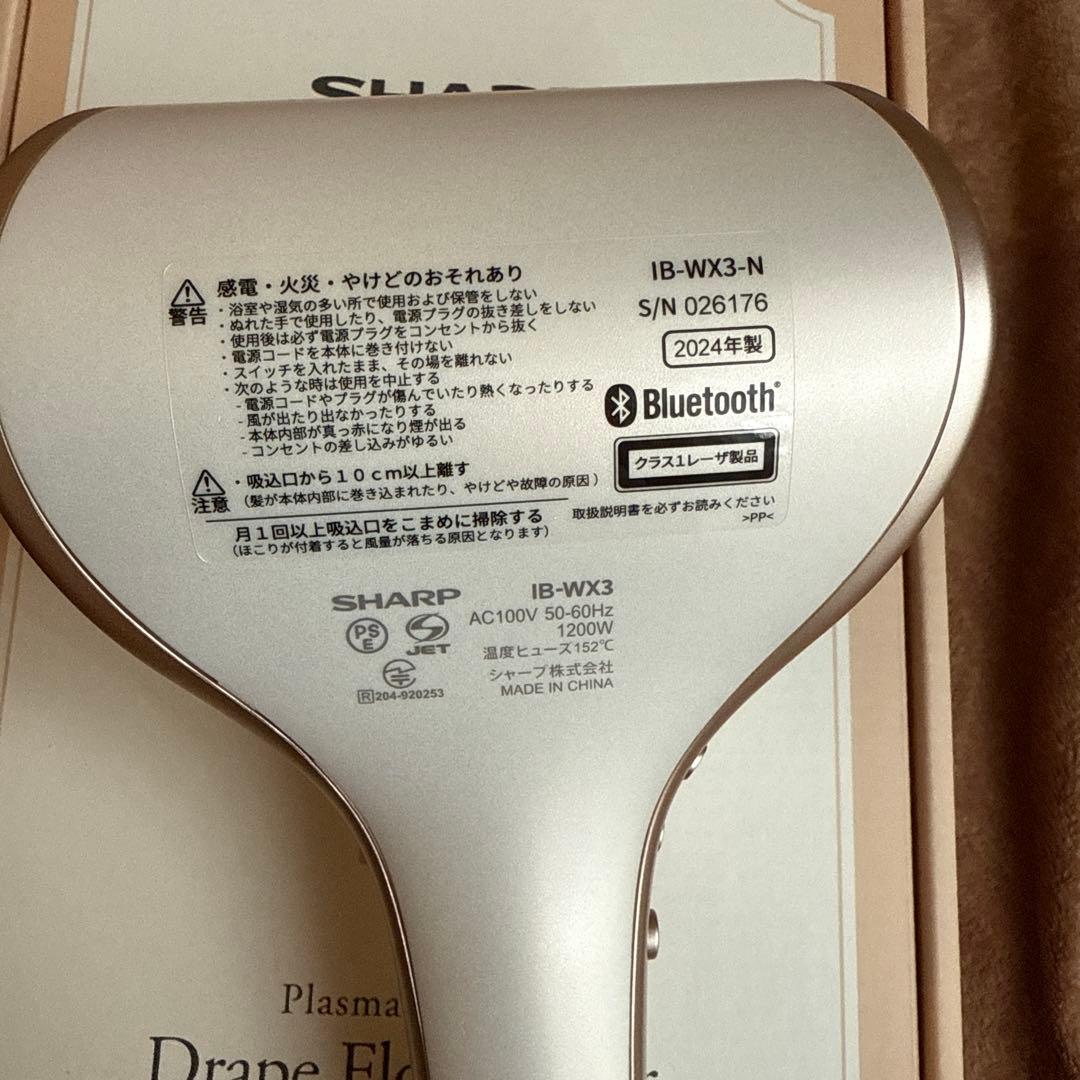 SHARP
警告
感電・火災・やけどのおそれあり
・浴室や湿気の多い所で使用および保管をしない
・ぬれた手で使用したり、電源プラグの抜き差しをしない
・使用後は必ず電源プラグをコンセントから抜く
・電源コードを本体に巻き付けない
・スイッチを入れたまま、その場を離れない
・次のような時は使用を中止する
-電源コードやプラグが傷んでいたり熱くなったりする
-風が出たり出なかったりする
-本体内部が真っ赤になり煙が出る
-コンセントの差し込みがゆるい
注意
・吸込口から10cm以上離す
(髪が本体内部に巻き込まれたり、やけどや故障の原因)
月1回以上吸込口をこまめに掃除する
(ほこりが付着すると風量が落ちる原因となります)
IB-WX3-N
S/N 026176
2024年製
Bluetooth®
クラス1レーザ製品
取扱説明書を必ずお読みください
>PP<
SHARP
PS
E
JET
R 204-920253
IB-WX3
AC100V 50-60Hz
1200W
温度ヒューズ152℃
シャープ株式会社
MADE IN CHINA
Plasma
Drape